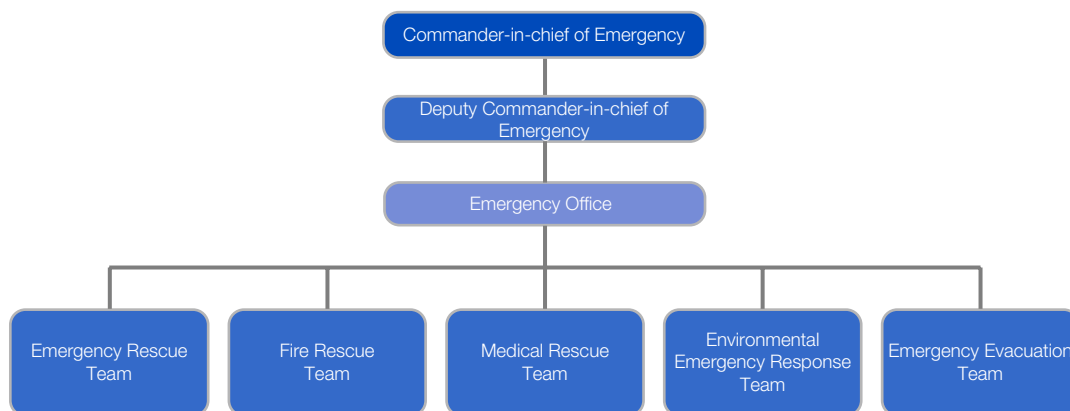 Commander-in-chief of Emergency
Deputy Commander-in-chief of
Emergency
Emergency Office
Emergency Rescue
Team
Fire Rescue
Team
Medical Rescue
Team
Environmental
Emergency Response
Team
Emergency Evacuation
Team